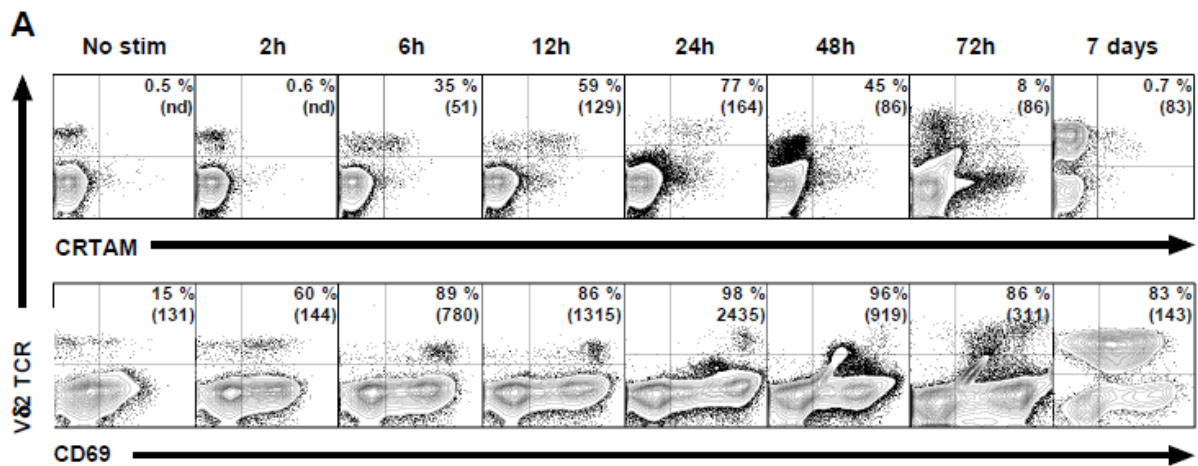 A
No stim 2h 6h 12h 24h 48h 72h 7 days
0.5 % 0.6 % 35 % 59 % 77 % 45 % 8 % 0.7 %
(nd) (nd) (51) (129) (164) (86) (86) (83)
CRTAM
15 % 60 % 89 % 86 % 98 % 96% 86 % 83 %
(131) (144) (780) (1315) 2435) (919) (311) (143)
Vδ2 TCR
CD69